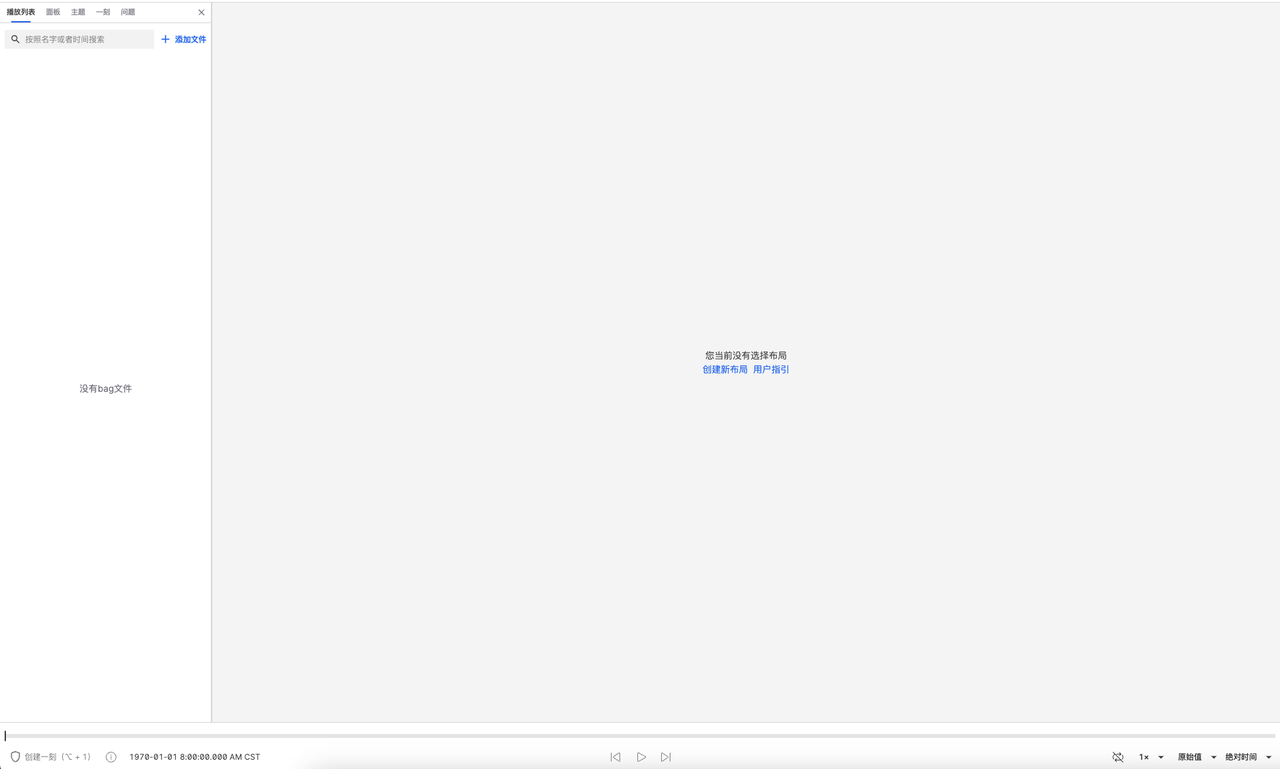 播放列表 面板 主题 一刻 问题
按照名字或者时间搜索 添加文件
您当前没有选择布局
创建新布局 用户指引
没有bag文件
创建一刻（⌥ + 1） 1970-01-01 8:00:00.000 AM CST 1× 原始值 绝对时间